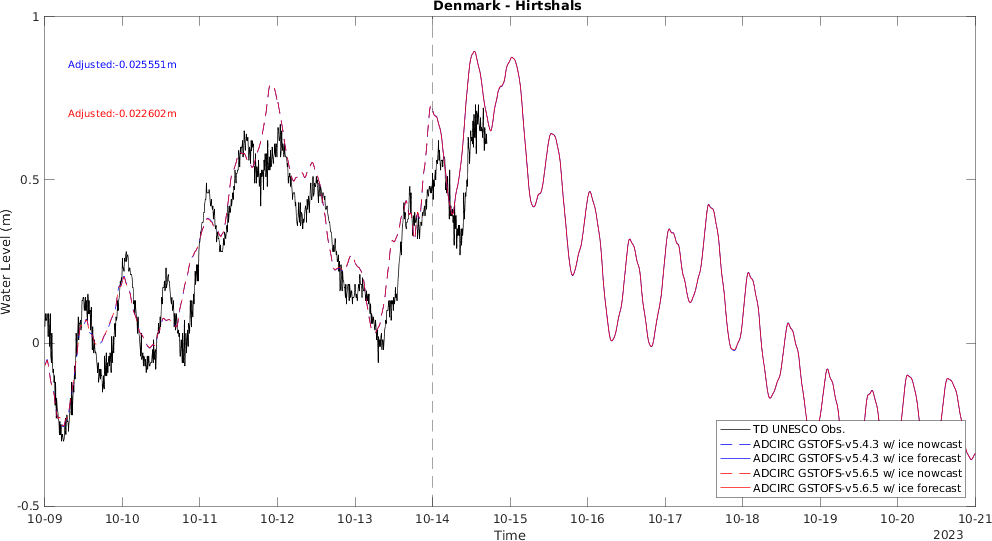 Denmark - Hirtshals
1
Adjusted:-0.025551m
Adjusted:-0.022602m
0.5
Water Level (m)
0
-0.5
TD UNESCO Obs.
ADCIRC GSTOFS-v5.4.3 w/ ice nowcast
ADCIRC GSTOFS-v5.4.3 w/ ice forecast
ADCIRC GSTOFS-v5.6.5 w/ ice nowcast
ADCIRC GSTOFS-v5.6.5 w/ ice forecast
10-09 10-10 10-11 10-12 10-13 10-14 10-15 10-16 10-17 10-18 10-19 10-20 10-21
Time
2023